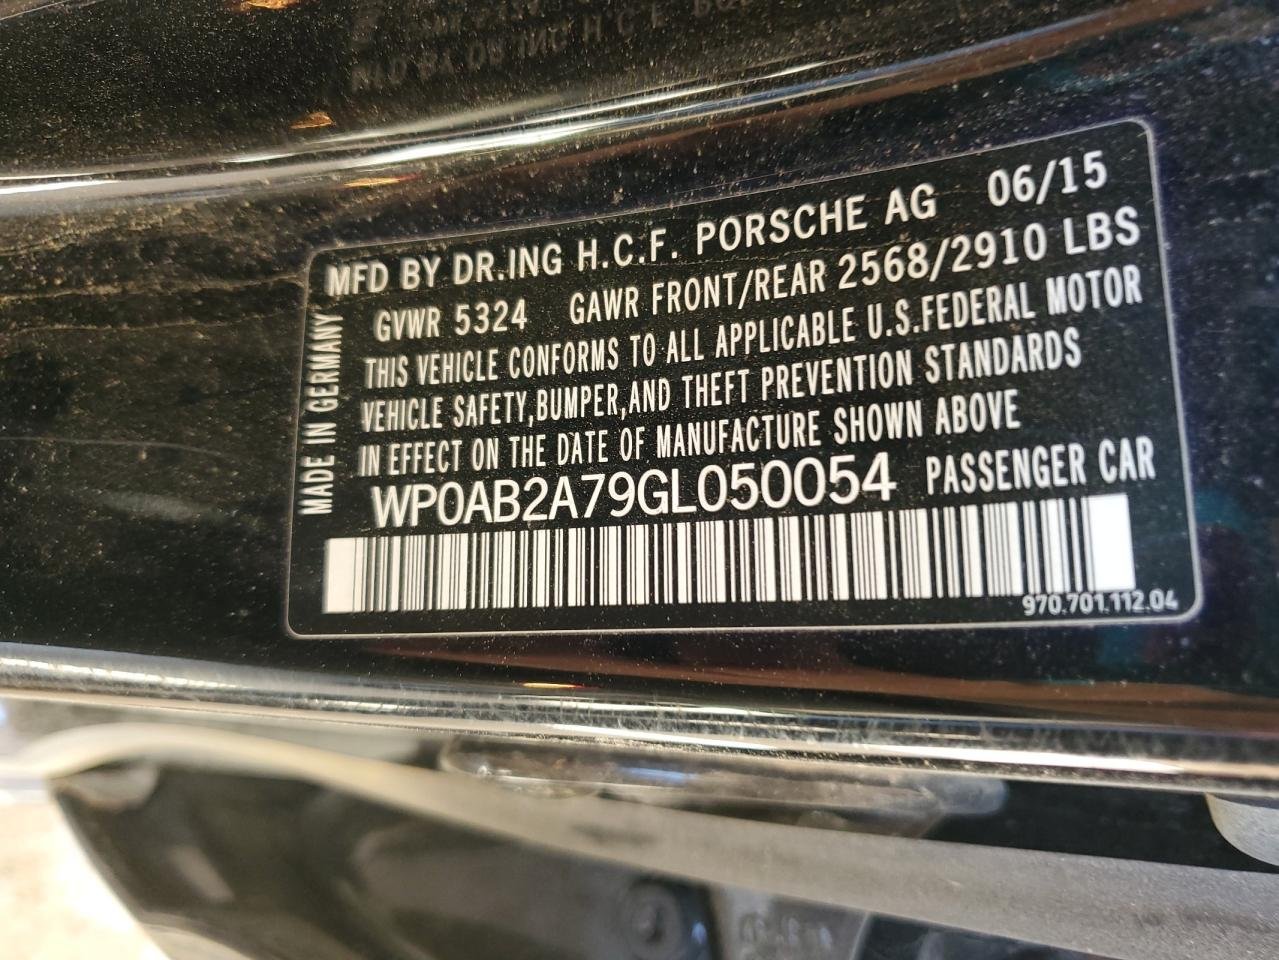 MFD BY DR.ING H.C.F. PORSCHE AG 06/15
GVWR 5324 GAWR FRONT/REAR 2568/2910 LBS
THIS VEHICLE CONFORMS TO ALL APPLICABLE U.S.FEDERAL MOTOR
VEHICLE SAFETY,BUMPER,AND THEFT PREVENTION STANDARDS
IN EFFECT ON THE DATE OF MANUFACTURE SHOWN ABOVE
WP0AB2A79GL050054 PASSENGER CAR
MADE IN GERMANY
970.701.112.04